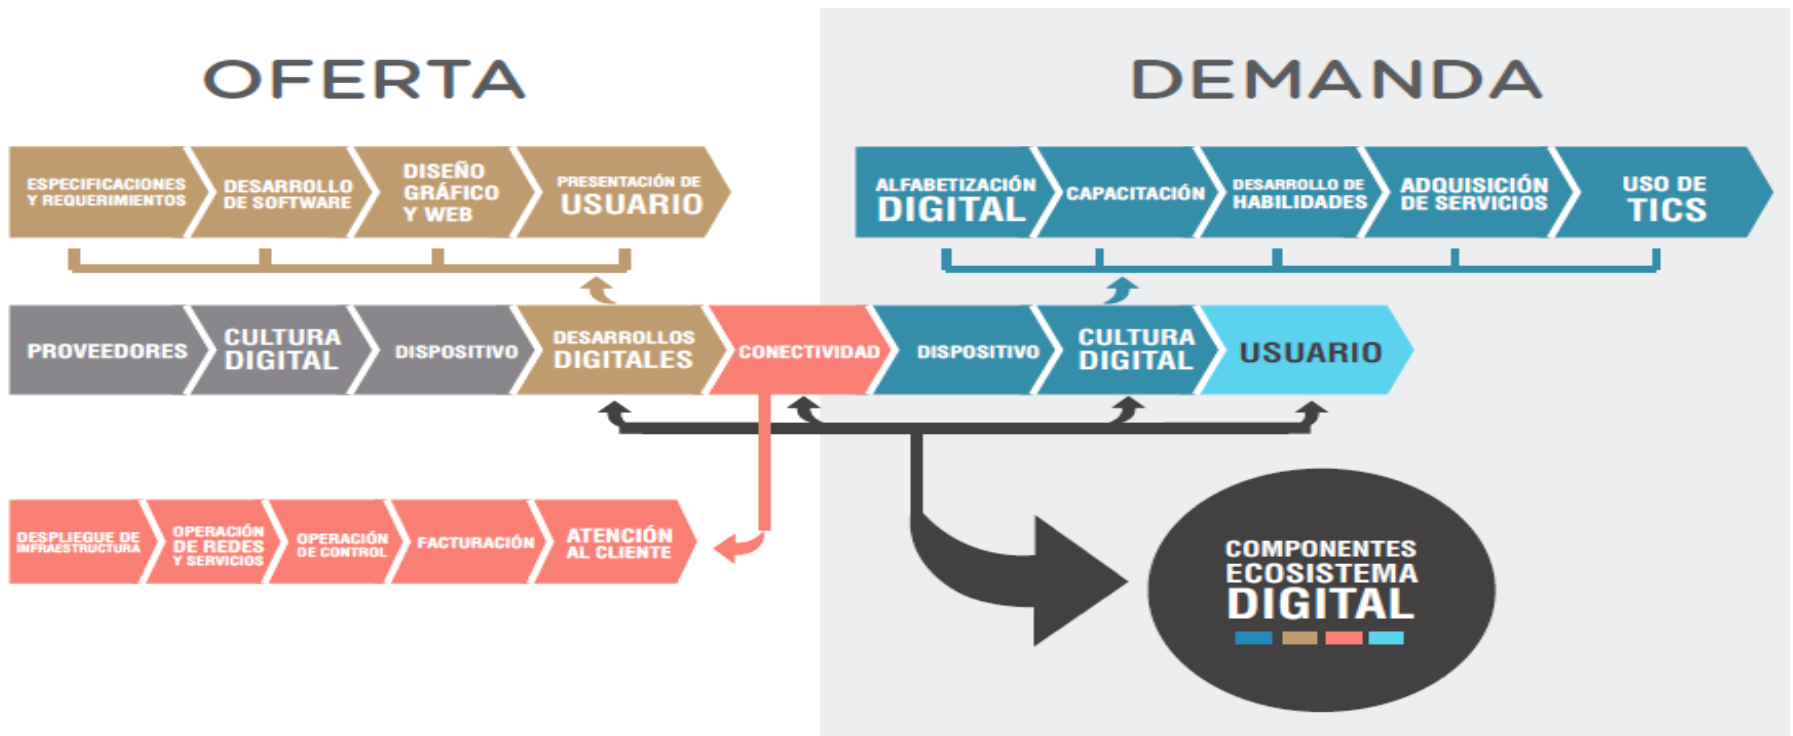 OFERTA
DEMANDA
ESPECIFICACIONES
Y REQUERIMIENTOS
DESARROLLO
DE SOFTWARE
DISEÑO
GRÁFICO
Y WEB
PRESENTACIÓN DE
USUARIO
ALFABETIZACIÓN
DIGITAL
CAPACITACIÓN
DESARROLLO DE
HABILIDADES
ADQUISICIÓN
DE SERVICIOS
USO DE
TICS
PROVEEDORES
CULTURA
DIGITAL
DISPOSITIVO
DESARROLLOS
DIGITALES
CONECTIVIDAD
DISPOSITIVO
CULTURA
DIGITAL
USUARIO
DESPLIEGUE DE
INFRAESTRUCTURA
OPERACIÓN
DE REDES
Y SERVICIOS
OPERACIÓN
DE CONTROL
FACTURACIÓN
ATENCIÓN
AL CLIENTE
COMPONENTES
ECOSISTEMA
DIGITAL